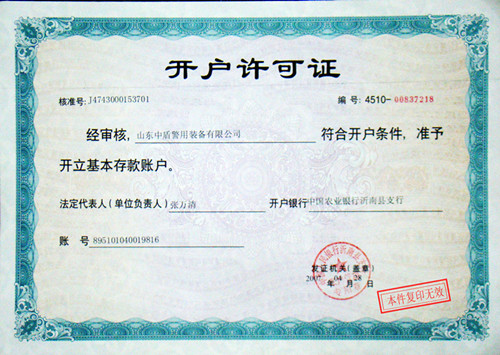 开户许可证
核准号: J4743000153701 编号: 4510-00837218
经审核, 山东中盾警用装备有限公司 符合开户条件, 准予
开立基本存款账户。
法定代表人(单位负责人) 张万清 开户银行 中国农业银行沂南县支行
账 号 895101040019816
发证机关(盖章)
2007 年 04 月 28 日
本件复印无效